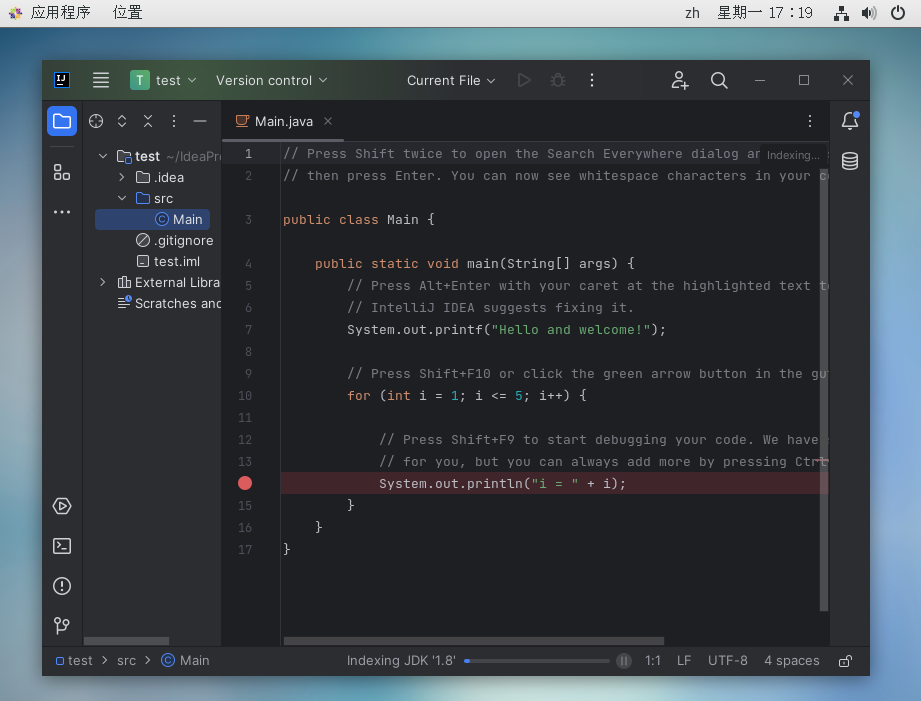 应用程序 位置 zh 星期一 17：19
IJ T test Version control Current File
Main.java
test ~/IdeaPr
.idea
src
Main
.gitignore
test.iml
External Libra
Scratches and
Indexing...
1 // Press Shift twice to open the Search Everywhere dialog an
2 // then press Enter. You can now see whitespace characters in your c
3 public class Main {
4 public static void main(String[] args) {
5 // Press Alt+Enter with your caret at the highlighted text t
6 // IntelliJ IDEA suggests fixing it.
7 System.out.printf("Hello and welcome!");
8
9 // Press Shift+F10 or click the green arrow button in the gu
10 for (int i = 1; i <= 5; i++) {
11
12 // Press Shift+F9 to start debugging your code. We have
13 // for you, but you can always add more by pressing Ctrl
System.out.println("i = " + i);
15 }
16 }
17 }
test > src > Main Indexing JDK '1.8' 1:1 LF UTF-8 4 spaces